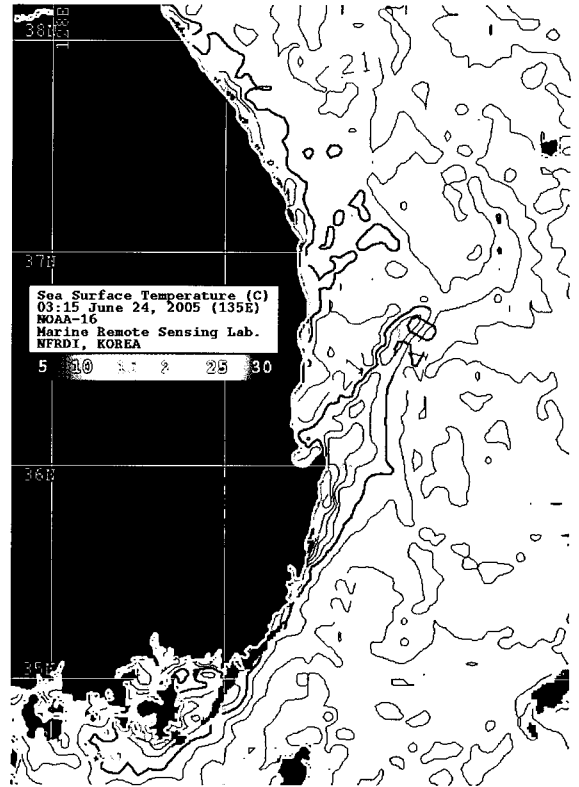 38N
128E
21
37N
Sea Surface Temperature (C)
03:15 June 24, 2005 (135E)
NOAA-16
Marine Remote Sensing Lab.
NFRDI, KOREA
5 10 25 30
36N
22
35N